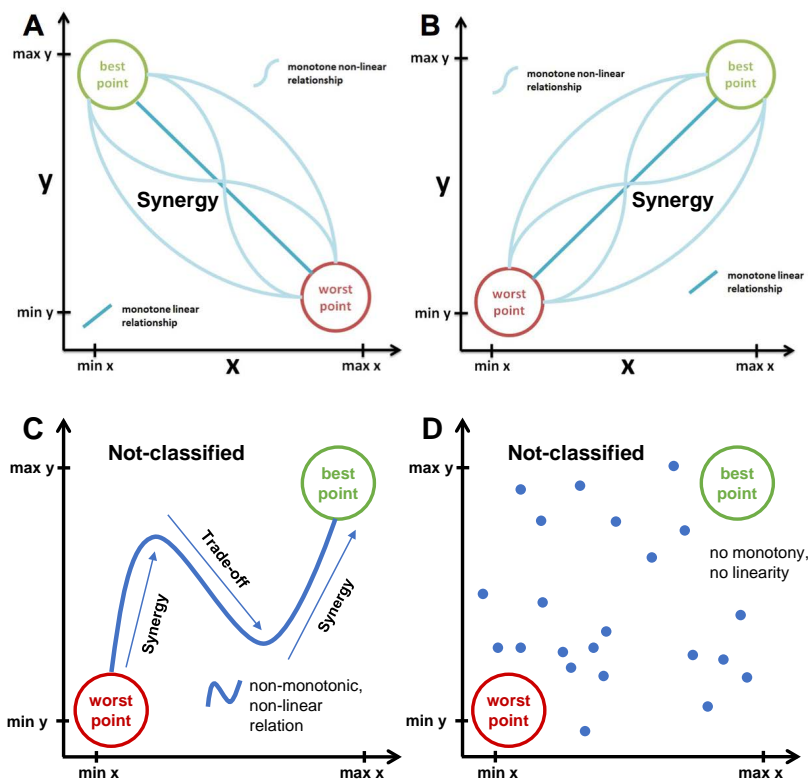 A
max y
best
point
monotone non-linear
relationship
y
Synergy
worst
point
min y
monotone linear
relationship
min x
x
max x
B
max y
monotone non-linear
relationship
best
point
y
Synergy
worst
point
min y
monotone linear
relationship
min x
x
max x
C
Not-classified
max y
best
point
Trade-off
Synergy
Synergy
worst
point
non-monotonic,
non-linear
relation
min y
min x
max x
D
Not-classified
max y
best
point
no monotony,
no linearity
worst
point
min y
min x
max x